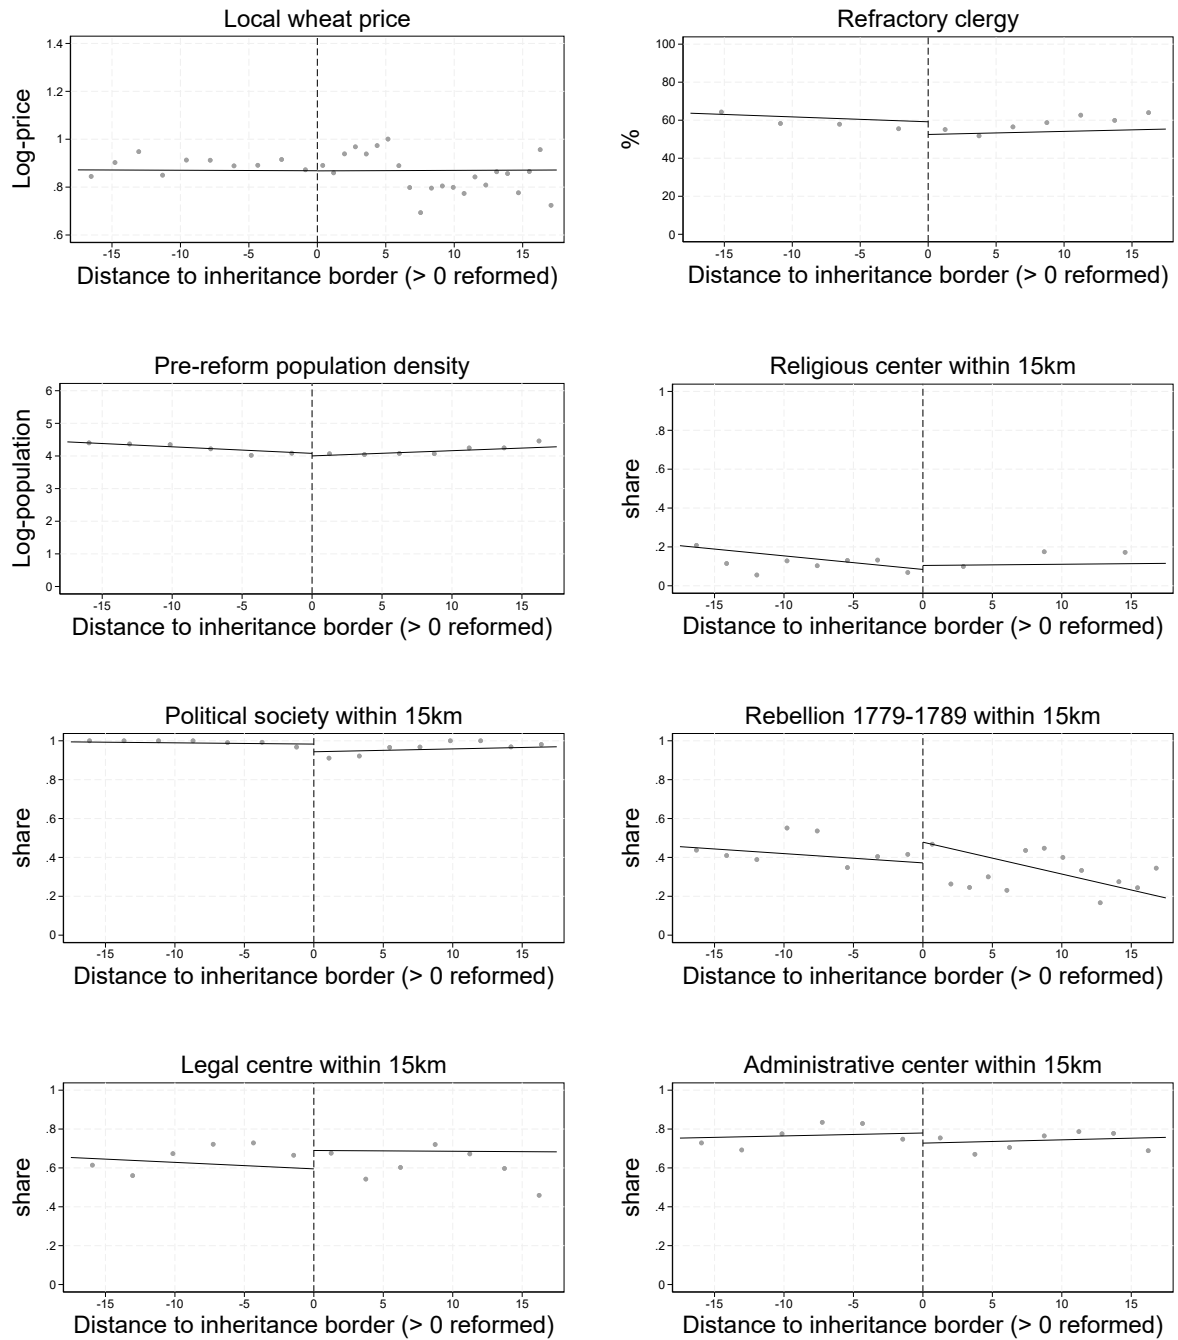 Local wheat price
1.4
1.2
1
.8
.6
Log-price
-15 -10 -5 0 5 10 15
Distance to inheritance border (> 0 reformed)
Refractory clergy
100
80
60
40
20
0
%
-15 -10 -5 0 5 10 15
Distance to inheritance border (> 0 reformed)
Pre-reform population density
6
5
4
3
2
1
0
Log-population
-15 -10 -5 0 5 10 15
Distance to inheritance border (> 0 reformed)
Religious center within 15km
1
.8
.6
.4
.2
0
share
-15 -10 -5 0 5 10 15
Distance to inheritance border (> 0 reformed)
Political society within 15km
1
.8
.6
.4
.2
0
share
-15 -10 -5 0 5 10 15
Distance to inheritance border (> 0 reformed)
Rebellion 1779-1789 within 15km
1
.8
.6
.4
.2
0
share
-15 -10 -5 0 5 10 15
Distance to inheritance border (> 0 reformed)
Legal centre within 15km
1
.8
.6
.4
.2
0
share
-15 -10 -5 0 5 10 15
Distance to inheritance border (> 0 reformed)
Administrative center within 15km
1
.8
.6
.4
.2
0
share
-15 -10 -5 0 5 10 15
Distance to inheritance border (> 0 reformed)